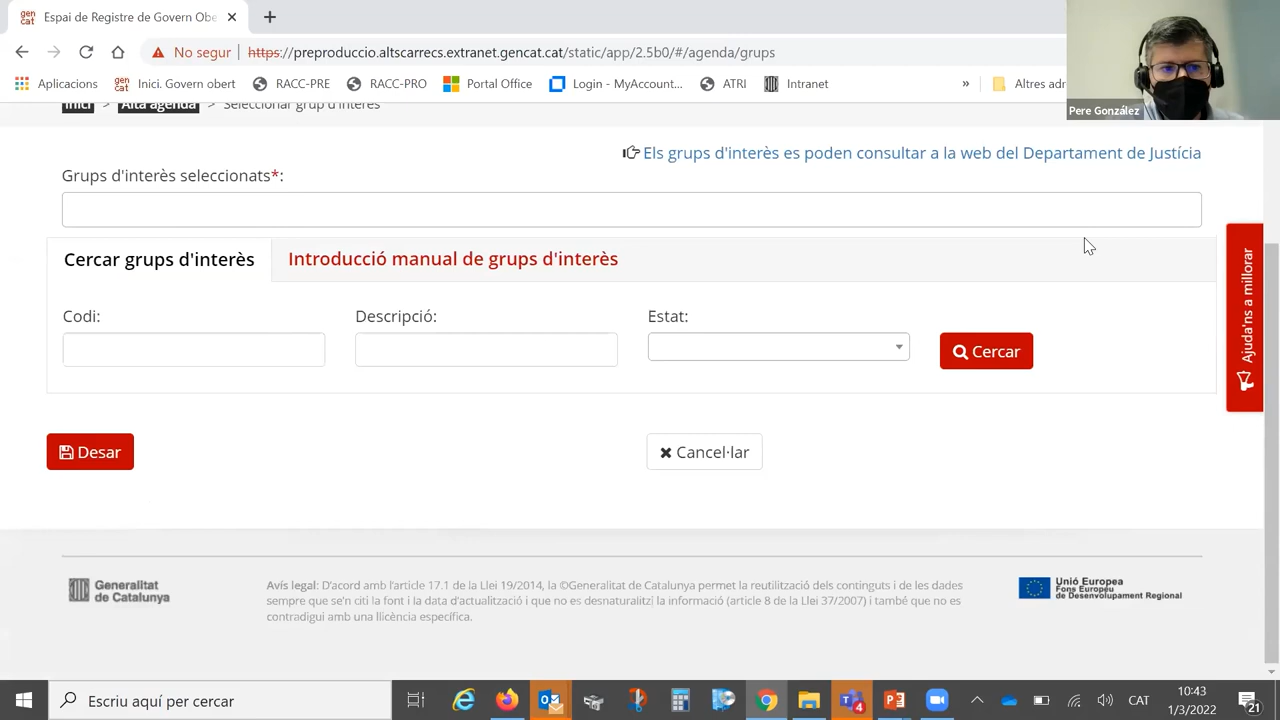 gen cat Espai de Registre de Govern Obe
No segur https://preproduccio.altscarrecs.extranet.gencat.cat/static/app/2.5b0/#/agenda/grups
Aplicacions gen cat Inici. Govern obert RACC-PRE RACC-PRO Portal Office Login - MyAccount... ATRI Intranet » Altres adr
Pere González
Inici > Alta agenda > Seleccionar grup d'interès
Els grups d'interès es poden consultar a la web del Departament de Justícia
Grups d'interès seleccionats*:
Cercar grups d'interès Introducció manual de grups d'interès
Codi: Descripció: Estat:
Cercar
Ajuda'ns a millorar
Desar Cancel·lar
Generalitat de Catalunya
Avís legal: D'acord amb l'article 17.1 de la Llei 19/2014, la ©Generalitat de Catalunya permet la reutilització dels continguts i de les dades
sempre que se'n citi la font i la data d'actualització i que no es desnaturalitzi la informació (article 8 de la Llei 37/2007) i també que no es
contradigui amb una llicència específica.
Unió Europea
Fons Europeu
de Desenvolupament Regional
Escriu aquí per cercar
4
CAT
10:43
1/3/2022
21